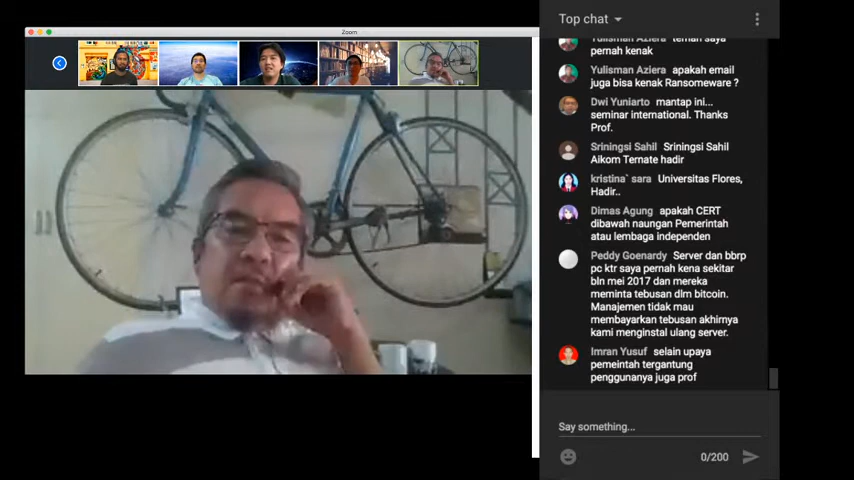 Zoom
Top chat
Yulisman Aziera teman saya
pernah kenak
Yulisman Aziera apakah email
juga bisa kenak Ransomeware ?
Dwi Yuniarto mantap ini...
seminar international. Thanks
Prof.
Sriningsi Sahil Sriningsi Sahil
Aikom Ternate hadir
kristina` sara Universitas Flores,
Hadir..
Dimas Agung apakah CERT
dibawah naungan Pemerintah
atau lembaga independen
Peddy Goenardy Server dan bbrp
pc ktr saya pernah kena sekitar
bln mei 2017 dan mereka
meminta tebusan dlm bitcoin.
Manajemen tidak mau
membayarkan tebusan akhirnya
kami menginstal ulang server.
Imran Yusuf selain upaya
pemeintah tergantung
penggunanya juga prof
Say something...
0/200